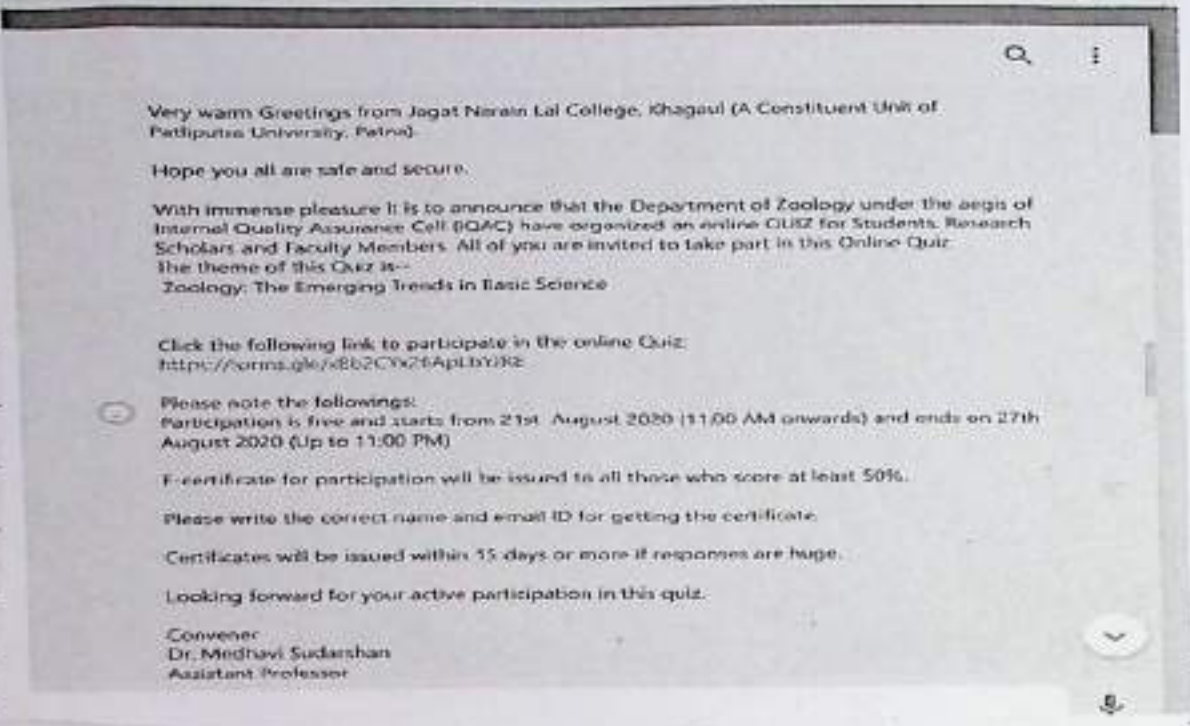 Very warm Greetings from Jagat Narain Lal College, Khagaul (A Constituent Unit of
Patliputra University, Patna).
Hope you all are safe and secure.
With immense pleasure it is to announce that the Department of Zoology under the aegis of
Internal Quality Assurance Cell (IQAC) have organized an online QUIZ for Students, Research
Scholars and Faculty Members. All of you are invited to take part in this Online Quiz
The theme of this Quiz is--
Zoology: The Emerging Trends in Basic Science
Click the following link to participate in the online Quiz:
Please note the followings:
Participation is free and starts from 21st August 2020 (11:00 AM onwards) and ends on 27th
August 2020 (Up to 11:00 PM)
E-certificate for participation will be issued to all those who score at least 50%.
Please write the correct name and email ID for getting the certificate.
Certificates will be issued within 15 days or more if responses are huge.
Looking forward for your active participation in this quiz.
Convener
Dr. Medhavi Sudarshan
Assistant Professor